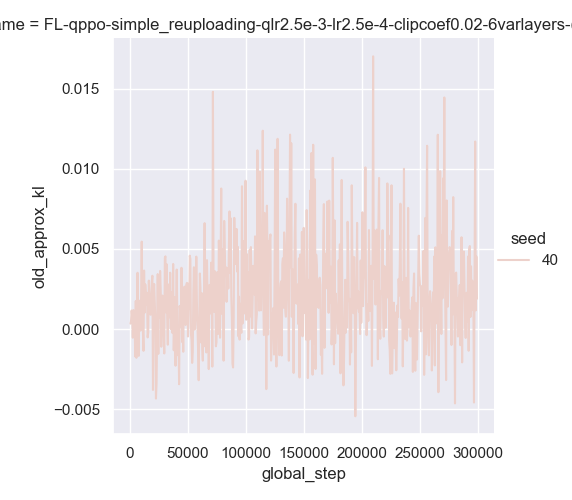 ame = FL-qppo-simple_reuploading-qlr2.5e-3-lr2.5e-4-clipcoef0.02-6varlayers-
0.015
0.010
0.005
0.000
−0.005
old_approx_kl
0 50000 100000 150000 200000 250000 300000
global_step
seed
40